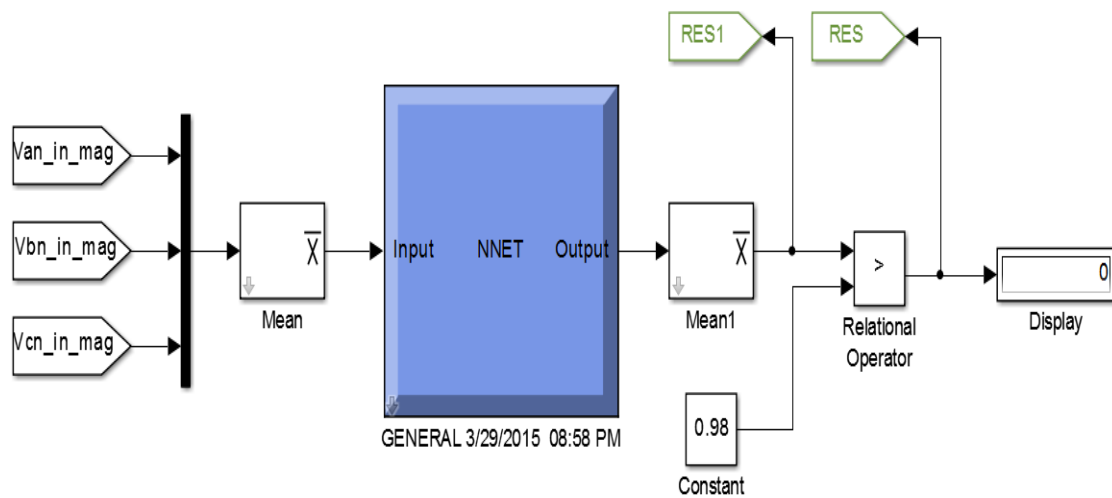 RES1
RES
Van_in_mag
Vbn_in_mag
Vcn_in_mag
X
Mean
Input
NNET
Output
GENERAL 3/29/2015 08:58 PM
X
Mean1
>
Relational
Operator
0
Display
0.98
Constant